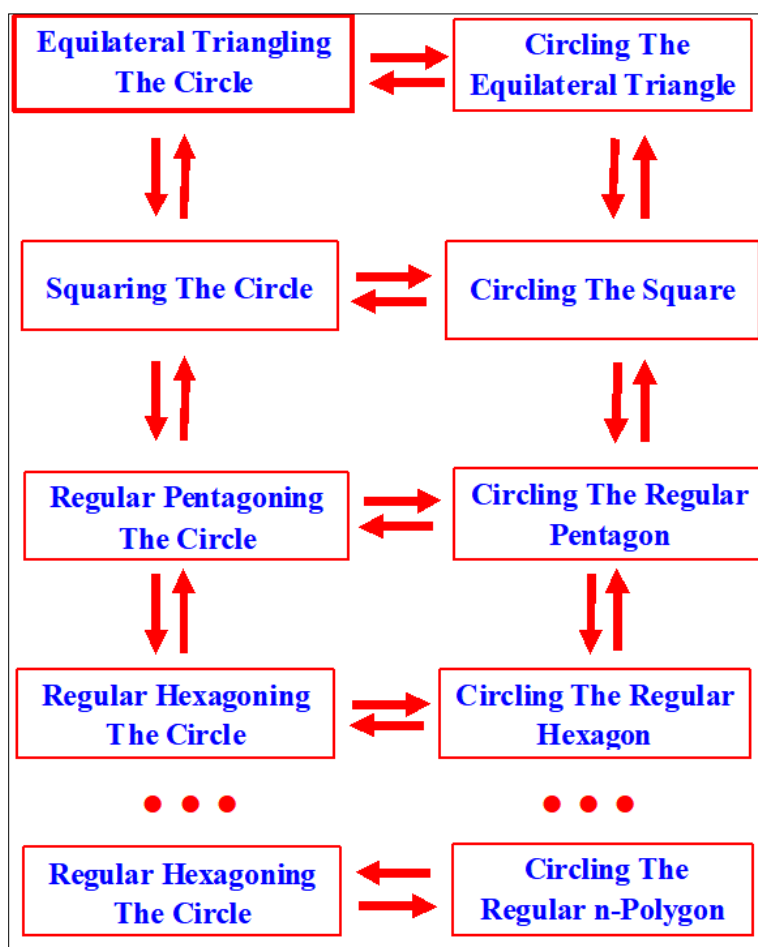 Equilateral Triangling
The Circle
Circling The
Equilateral Triangle
Squaring The Circle
Circling The Square
Regular Pentagoning
The Circle
Circling The Regular
Pentagon
Regular Hexagoning
The Circle
Circling The Regular
Hexagon
Regular Hexagoning
The Circle
Circling The
Regular n-Polygon